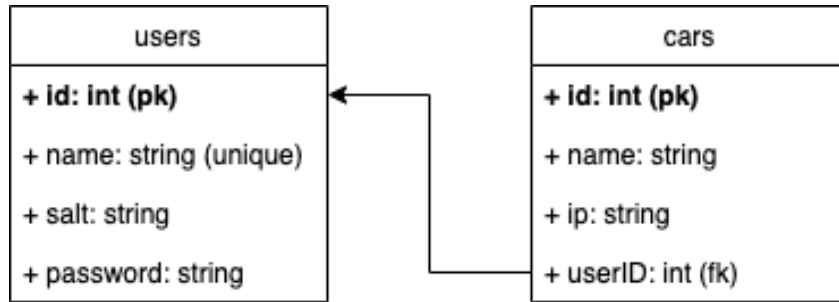 users
+ id: int (pk)
+ name: string (unique)
+ salt: string
+ password: string
cars
+ id: int (pk)
+ name: string
+ ip: string
+ userID: int (fk)